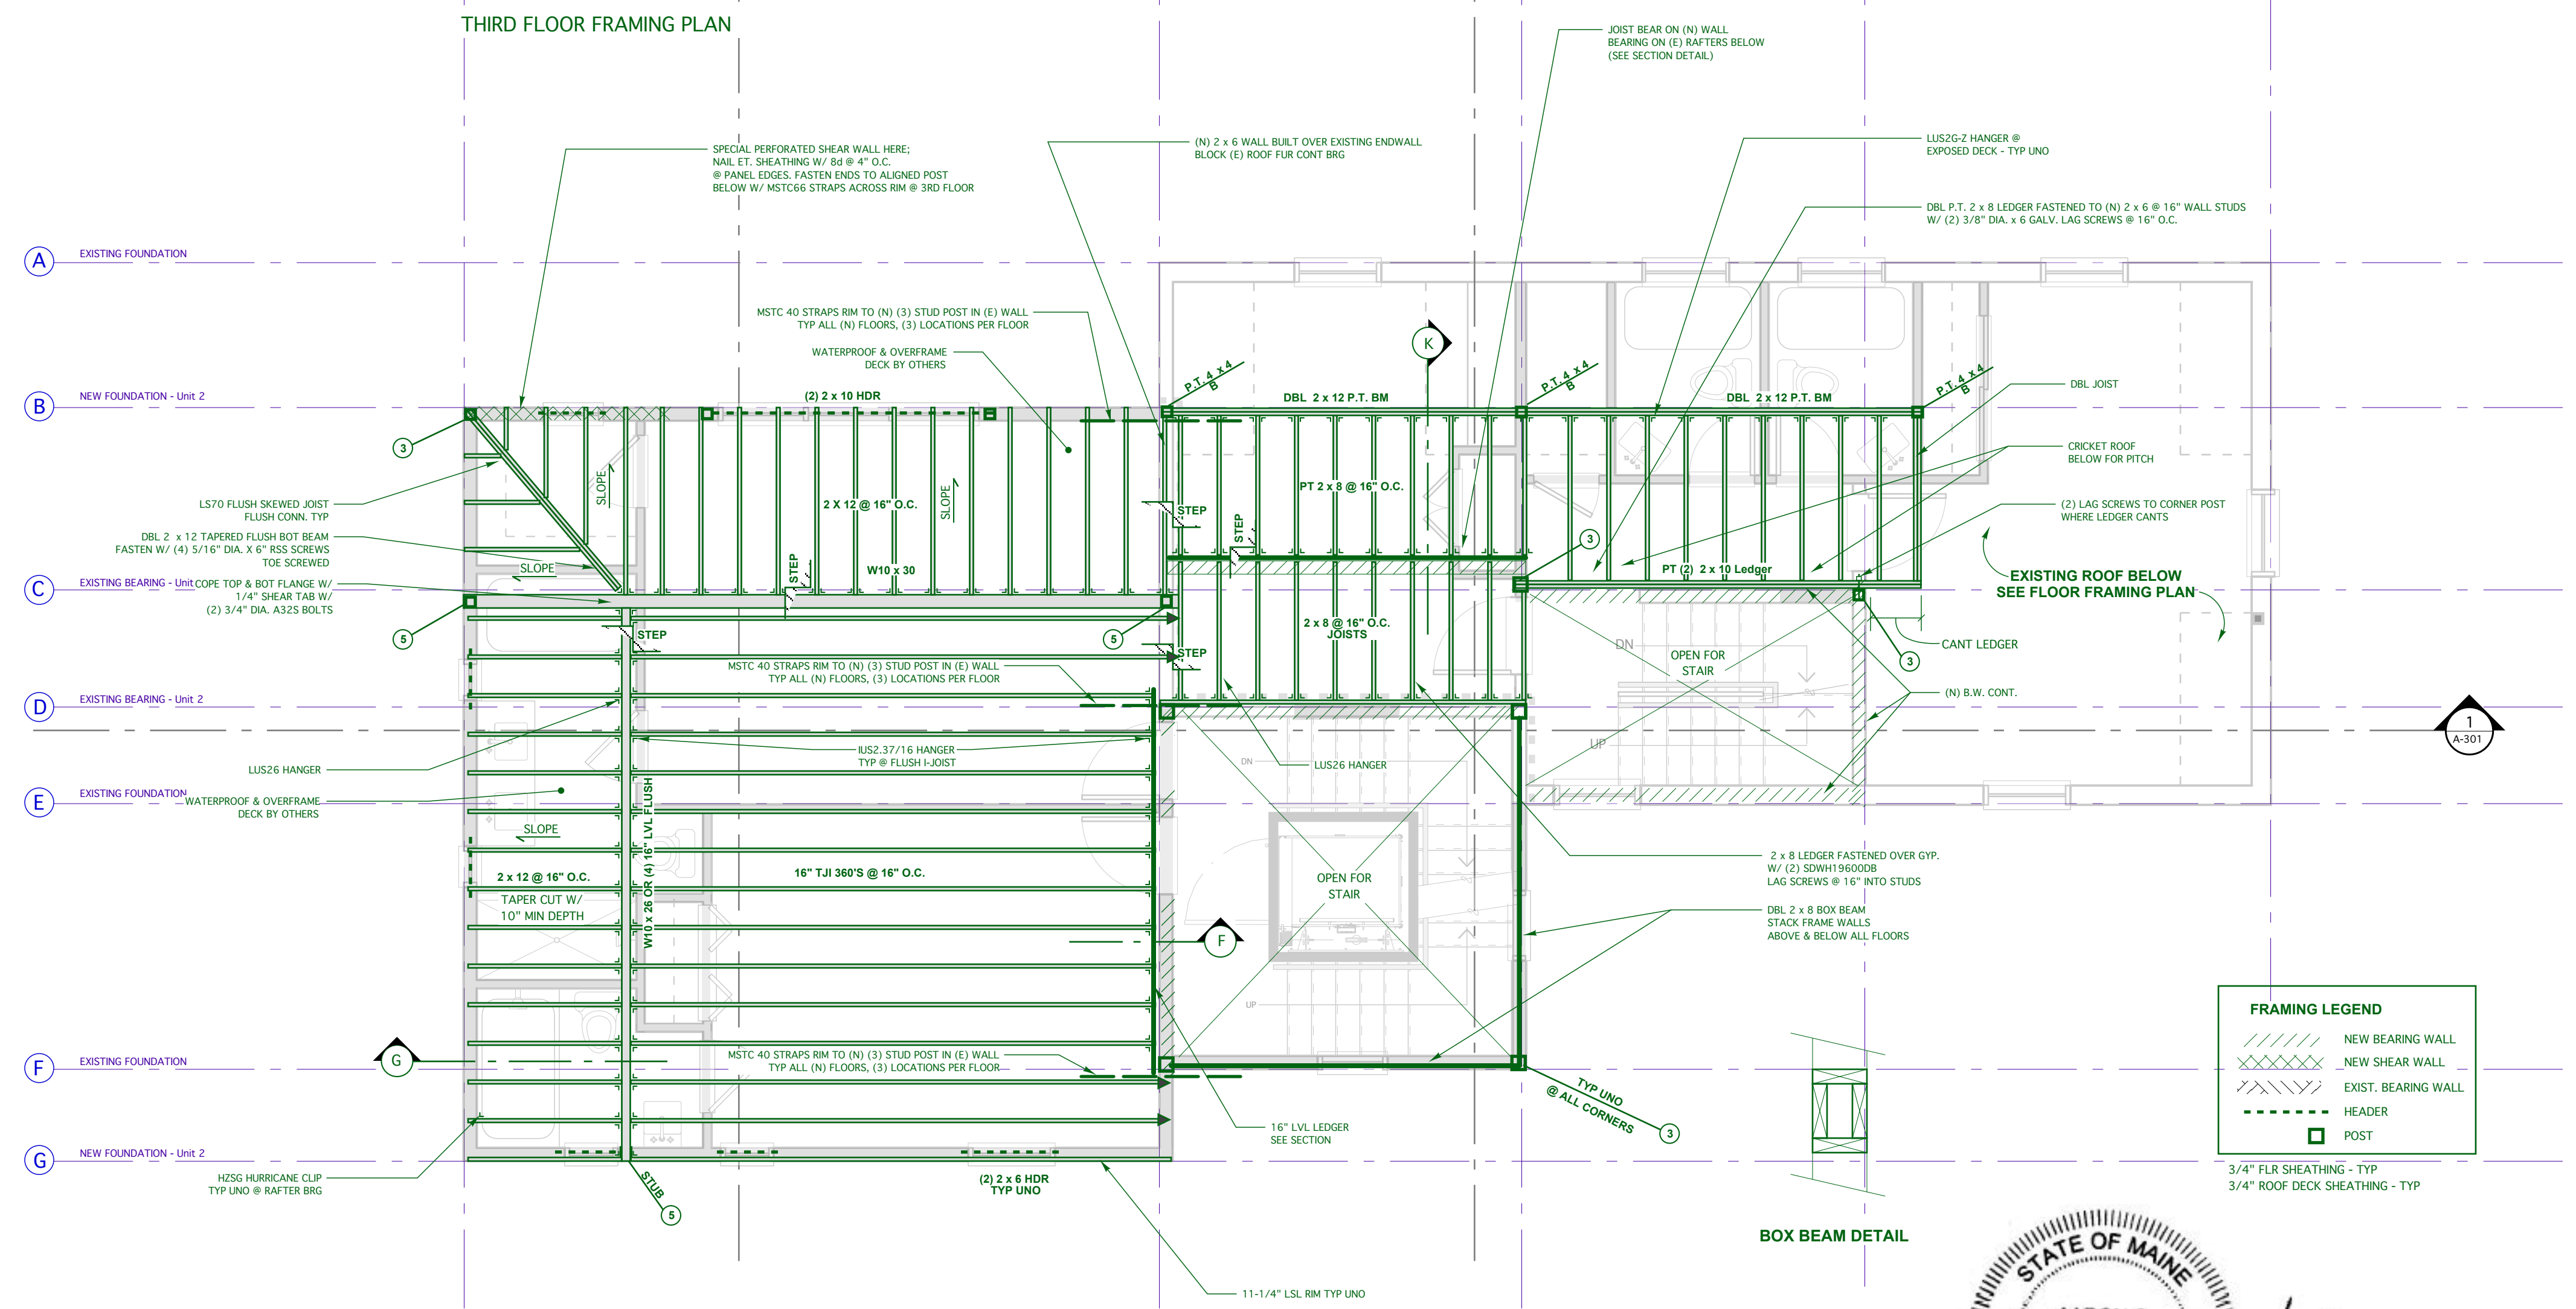 THIRD FLOOR FRAMING PLAN
JOIST BEAR ON (N) WALL
BEARING ON (E) RAFTERS BELOW
(SEE SECTION DETAIL)
SPECIAL PERFORATED SHEAR WALL HERE;
NAIL ET. SHEATHING W/ 8d @ 4" O.C.
@ PANEL EDGES. FASTEN ENDS TO ALIGNED POST
BELOW W/ MSTC66 STRAPS ACROSS RIM @ 3RD FLOOR
(N) 2 x 6 WALL BUILT OVER EXISTING ENDWALL
BLOCK (E) ROOF FUR CONT BRG
LUS2G-Z HANGER @
EXPOSED DECK - TYP UNO
DBL P.T. 2 x 8 LEDGER FASTENED TO (N) 2 x 6 @ 16" WALL STUDS
W/ (2) 3/8" DIA. x 6 GALV. LAG SCREWS @ 16" O.C.
A
EXISTING FOUNDATION
MSTC 40 STRAPS RIM TO (N) (3) STUD POST IN (E) WALL
TYP ALL (N) FLOORS, (3) LOCATIONS PER FLOOR
WATERPROOF & OVERFRAME
DECK BY OTHERS
K
P.T. 4 x 4
B
P.T. 4 x 4
B
P.T. 4 x 4
B
DBL JOIST
B
NEW FOUNDATION - Unit 2
(2) 2 x 10 HDR
DBL 2 x 12 P.T. BM
DBL 2 x 12 P.T. BM
3
CRICKET ROOF
BELOW FOR PITCH
LS70 FLUSH SKEWED JOIST
FLUSH CONN. TYP
SLOPE
2 X 12 @ 16" O.C.
SLOPE
STEP
STEP
PT 2 x 8 @ 16" O.C.
(2) LAG SCREWS TO CORNER POST
WHERE LEDGER CANTS
DBL 2 x 12 TAPERED FLUSH BOT BEAM
FASTEN W/ (4) 5/16" DIA. X 6" RSS SCREWS
TOE SCREWED
3
SLOPE
STEP
W10 x 30
PT (2) 2 x 10 Ledger
EXISTING ROOF BELOW
SEE FLOOR FRAMING PLAN
C
EXISTING BEARING - Unit
COPE TOP & BOT FLANGE W/
1/4" SHEAR TAB W/
(2) 3/4" DIA. A32S BOLTS
5
STEP
5
STEP
2 x 8 @ 16" O.C.
JOISTS
DN
OPEN FOR
STAIR
CANT LEDGER
3
MSTC 40 STRAPS RIM TO (N) (3) STUD POST IN (E) WALL
TYP ALL (N) FLOORS, (3) LOCATIONS PER FLOOR
(N) B.W. CONT.
D
EXISTING BEARING - Unit 2
1
A-301
UP
IUS2.37/16 HANGER
TYP @ FLUSH I-JOIST
DN
LUS26 HANGER
LUS26 HANGER
E
EXISTING FOUNDATION
WATERPROOF & OVERFRAME
DECK BY OTHERS
SLOPE
W10 x 26 OR (4) 16" LVL FLUSH
2 x 8 LEDGER FASTENED OVER GYP.
W/ (2) SDWH19600DB
LAG SCREWS @ 16" INTO STUDS
2 x 12 @ 16" O.C.
TAPER CUT W/
10" MIN DEPTH
16" TJI 360'S @ 16" O.C.
OPEN FOR
STAIR
DBL 2 x 8 BOX BEAM
STACK FRAME WALLS
ABOVE & BELOW ALL FLOORS
F
UP
FRAMING LEGEND
NEW BEARING WALL
NEW SHEAR WALL
EXIST. BEARING WALL
HEADER
POST
3/4" FLR SHEATHING - TYP
3/4" ROOF DECK SHEATHING - TYP
G
MSTC 40 STRAPS RIM TO (N) (3) STUD POST IN (E) WALL
TYP ALL (N) FLOORS, (3) LOCATIONS PER FLOOR
F
EXISTING FOUNDATION
TYP UNO
@ ALL CORNERS
3
16" LVL LEDGER
SEE SECTION
G
NEW FOUNDATION - Unit 2
HZSG HURRICANE CLIP
TYP UNO @ RAFTER BRG
STUB
5
(2) 2 x 6 HDR
TYP UNO
BOX BEAM DETAIL
11-1/4" LSL RIM TYP UNO
STATE OF MAINE